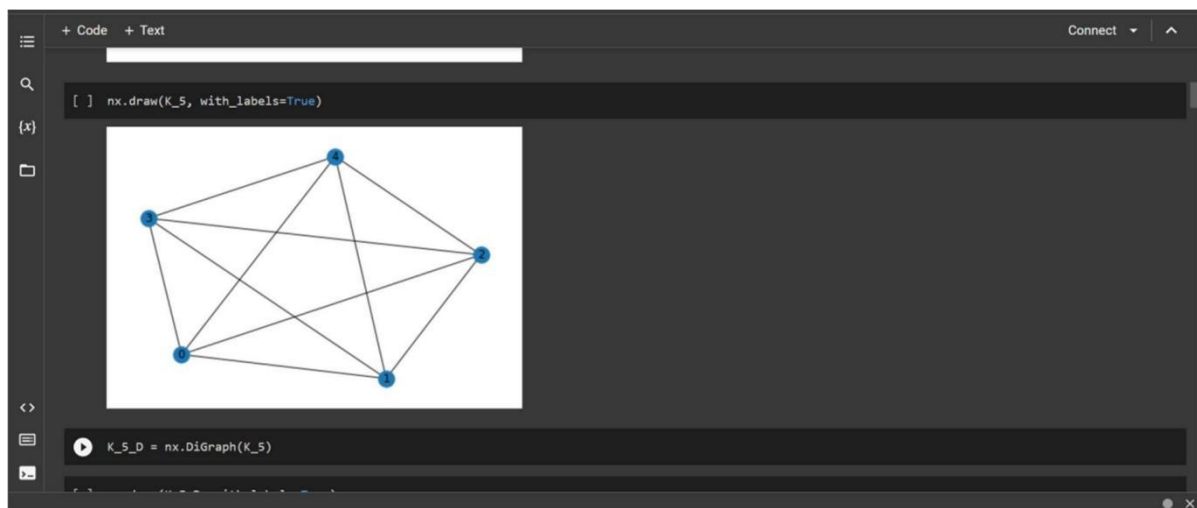 + Code + Text
Connect
[ ] nx.draw(K_5, with_labels=True)
{x}
4
3
2
0
1
<>
K_5_D = nx.DiGraph(K_5)